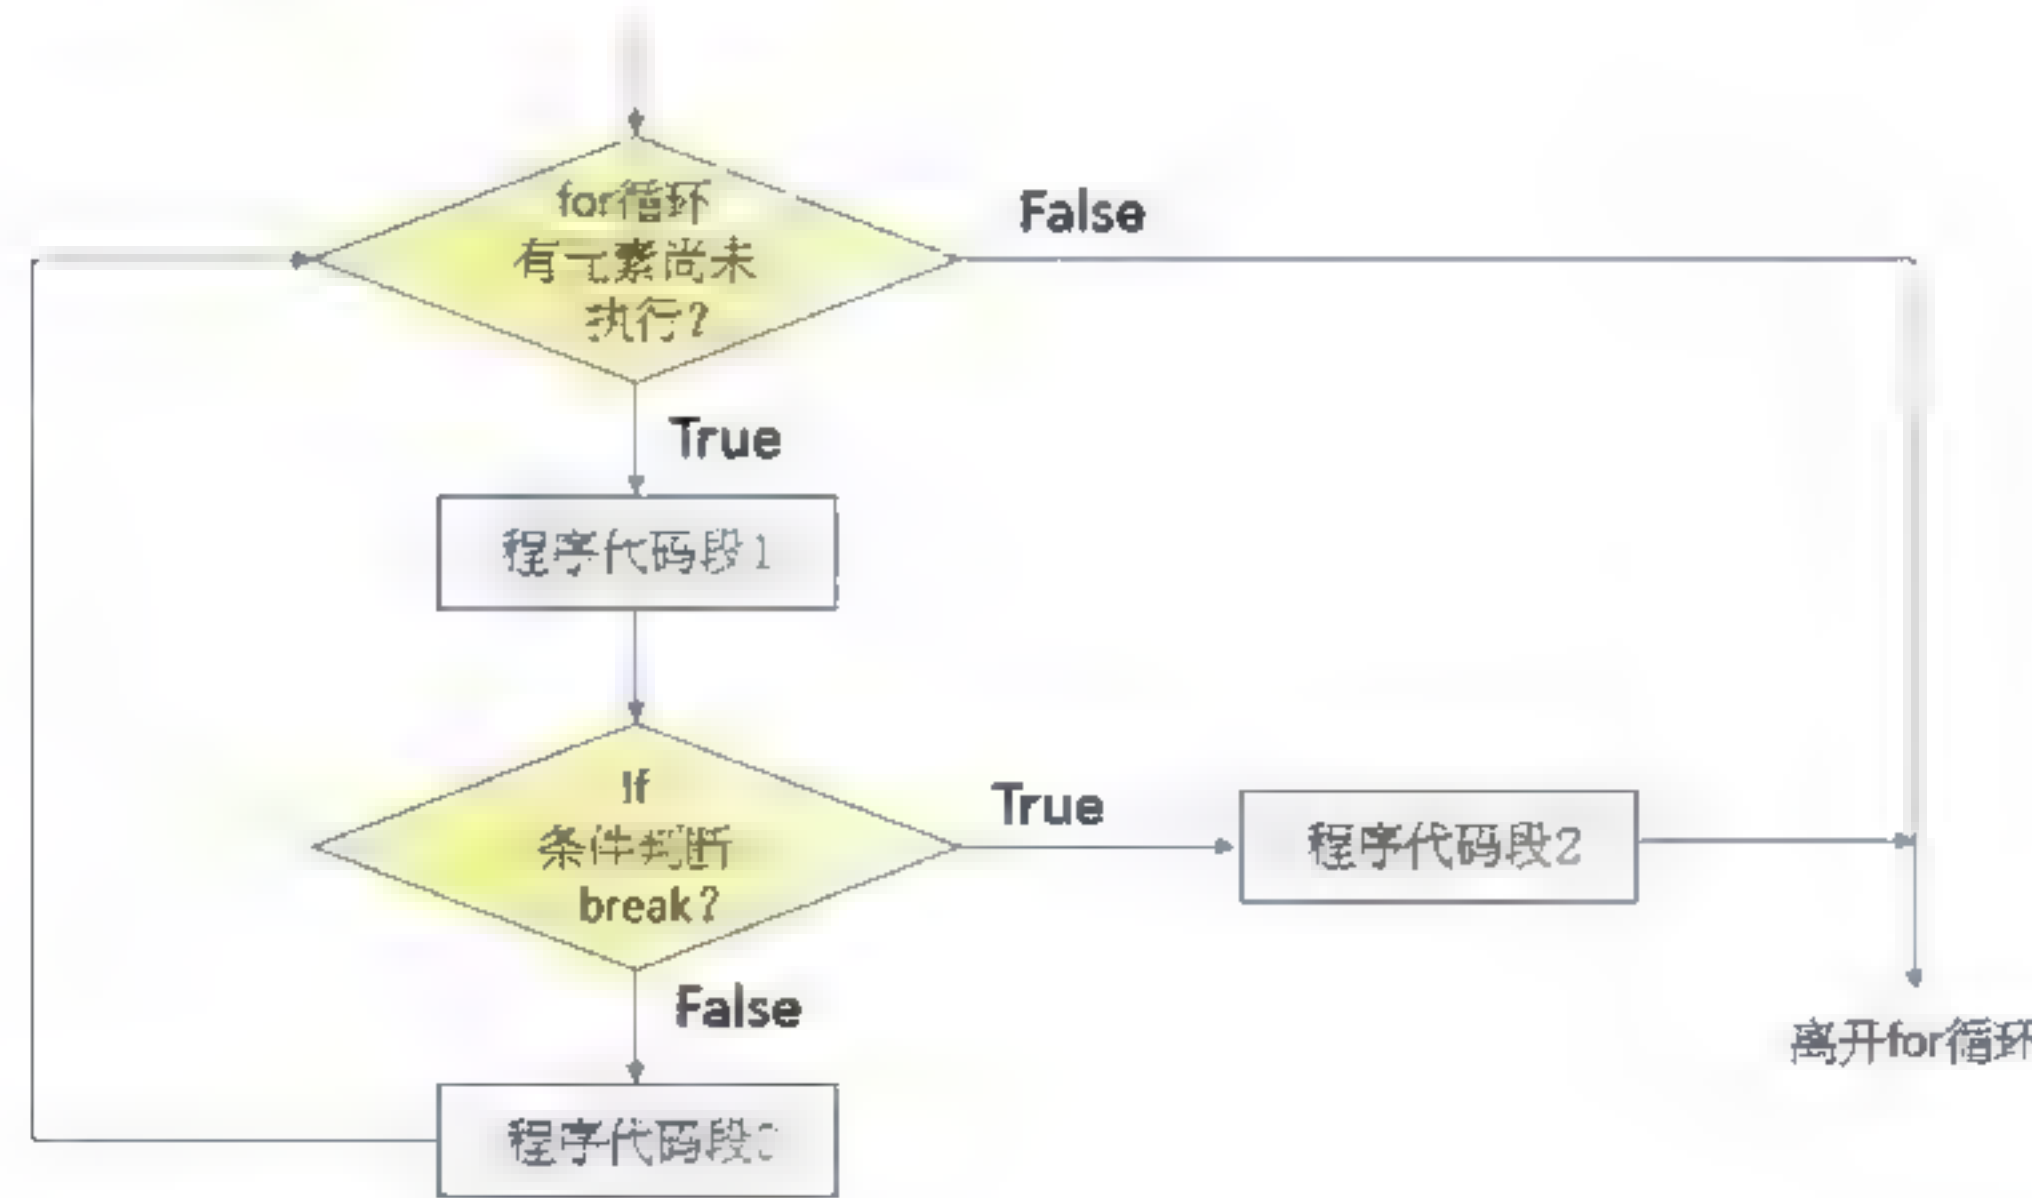 for循环
有元素尚未
执行?
False
True
程序代码段1
If
条件判断
break?
True
程序代码段2
False
离开for循环
程序代码段